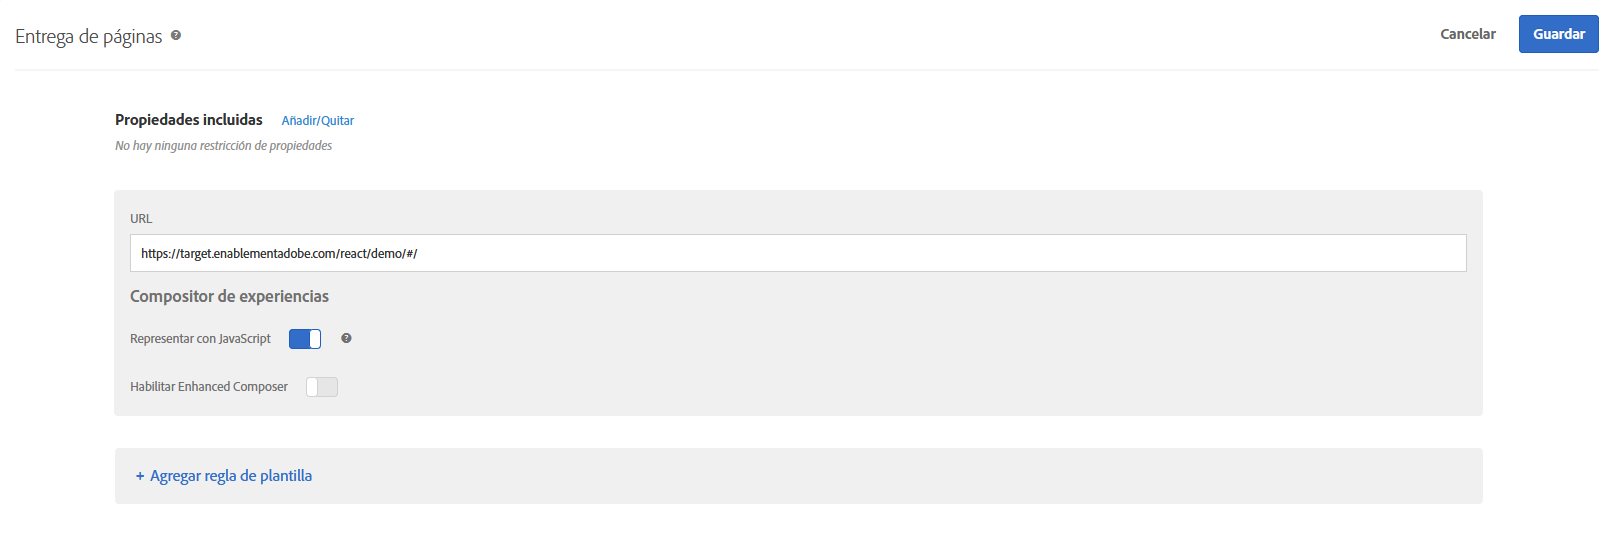 Entrega de páginas
Cancelar
Guardar
Propiedades incluidas
Añadir/Quitar
No hay ninguna restricción de propiedades
URL
https://target.enablementadobe.com/react/demo/#/
Compositor de experiencias
Representar con JavaScript
Habilitar Enhanced Composer
+ Agregar regla de plantilla